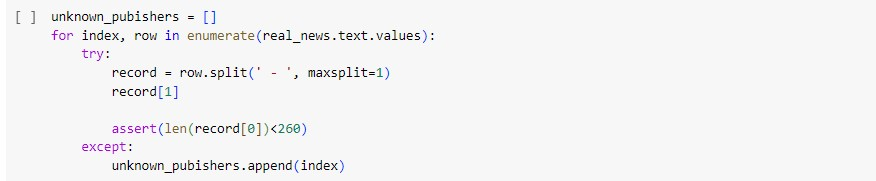 [ ] unknown_pubishers = []
for index, row in enumerate(real_news.text.values):
    try:
        record = row.split(' - ', maxsplit=1)
        record[1]

        assert(len(record[0])<260)
    except:
        unknown_pubishers.append(index)